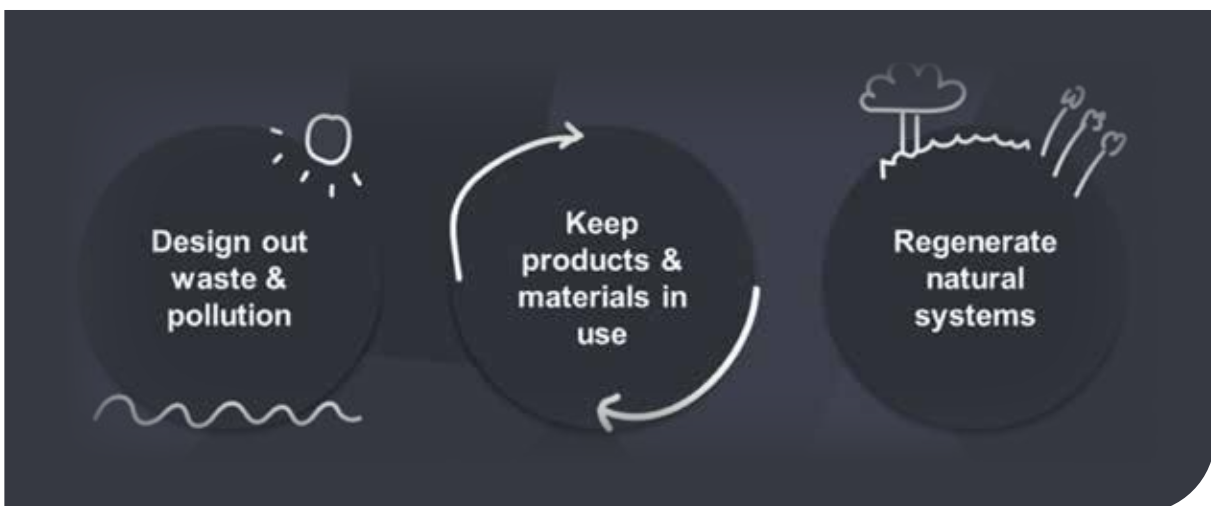 Design out
waste &
pollution
Keep
products &
materials in
use
Regenerate
natural
systems